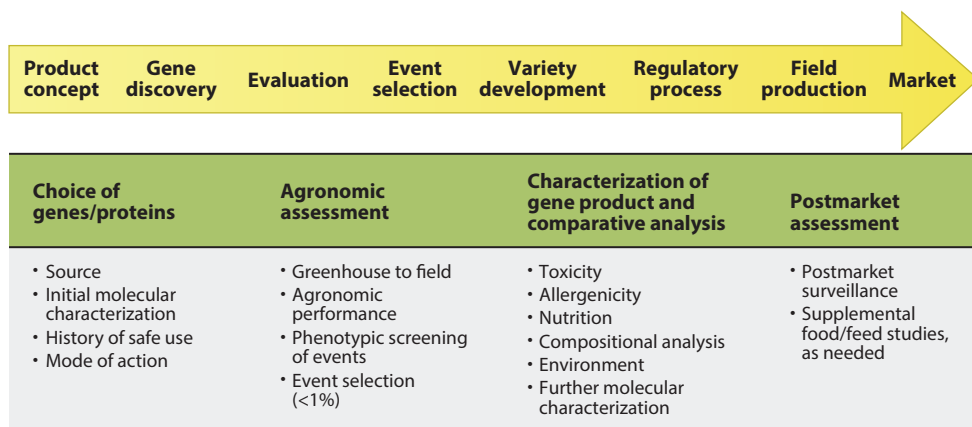 Product concept
Gene discovery
Evaluation
Event selection
Variety development
Regulatory process
Field production
Market
Choice of
genes/proteins
Agronomic
assessment
Characterization of
gene product and
comparative analysis
Postmarket
assessment
• Source
• Initial molecular
characterization
• History of safe use
• Mode of action
• Greenhouse to field
• Agronomic
performance
• Phenotypic screening
of events
• Event selection
(<1%)
• Toxicity
• Allergenicity
• Nutrition
• Compositional analysis
• Environment
• Further molecular
characterization
• Postmarket
surveillance
• Supplemental
food/feed studies,
as needed